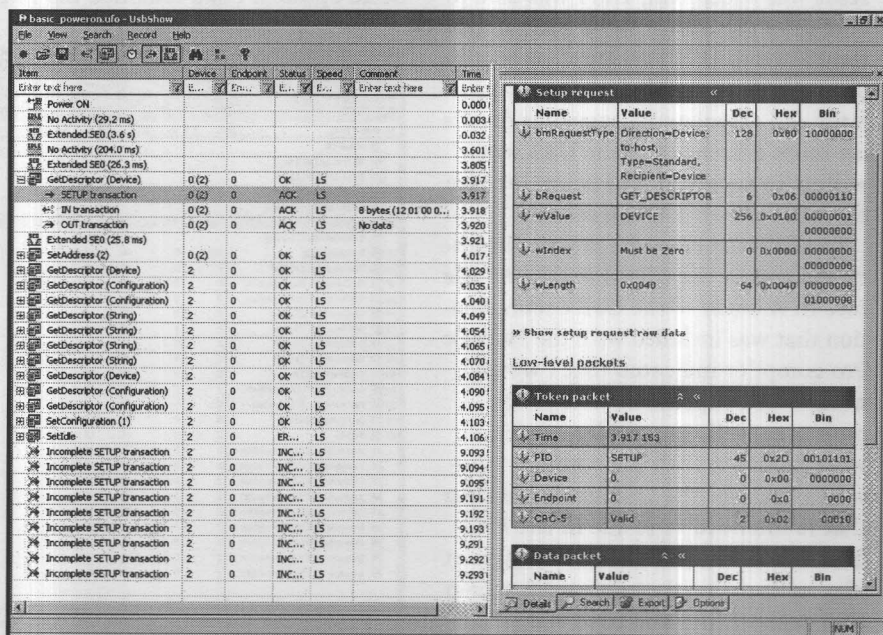 basic_poweron.ufo - UsbShow
File View Search Record Help
Item Device Endpoint Status Speed Comment Time
Enter text here E... En... E... E... Enter text here Enter t
Power ON 0.000
No Activity (29.2 ms) 0.003
Extended SE0 (3.6 s) 0.032
No Activity (204.0 ms) 3.601
Extended SE0 (26.3 ms) 3.805
GetDescriptor (Device) 0 (2) 0 OK LS 3.917
SETUP transaction 0 (2) 0 ACK LS 3.917
IN transaction 0 (2) 0 ACK LS 8 bytes (12 01 00 0... 3.918
OUT transaction 0 (2) 0 ACK LS No data 3.920
Extended SE0 (25.8 ms) 3.921
SetAddress (2) 0 (2) 0 OK LS 4.017
GetDescriptor (Device) 2 0 OK LS 4.029
GetDescriptor (Configuration) 2 0 OK LS 4.035
GetDescriptor (Configuration) 2 0 OK LS 4.040
GetDescriptor (String) 2 0 OK LS 4.049
GetDescriptor (String) 2 0 OK LS 4.054
GetDescriptor (String) 2 0 OK LS 4.065
GetDescriptor (String) 2 0 OK LS 4.070
GetDescriptor (Device) 2 0 OK LS 4.084
GetDescriptor (Configuration) 2 0 OK LS 4.090
GetDescriptor (Configuration) 2 0 OK LS 4.095
SetConfiguration (1) 2 0 OK LS 4.103
SetIdle 2 0 ER... LS 4.106
Incomplete SETUP transaction 2 0 INC... LS 9.093
Incomplete SETUP transaction 2 0 INC... LS 9.094
Incomplete SETUP transaction 2 0 INC... LS 9.095
Incomplete SETUP transaction 2 0 INC... LS 9.191
Incomplete SETUP transaction 2 0 INC... LS 9.192
Incomplete SETUP transaction 2 0 INC... LS 9.193
Incomplete SETUP transaction 2 0 INC... LS 9.291
Incomplete SETUP transaction 2 0 INC... LS 9.292
Incomplete SETUP transaction 2 0 INC... LS 9.293
Setup request
Name Value Dec Hex Bin
bmRequestType Direction=Device- 128 0x80 10000000
to-host,
Type=Standard,
Recipient=Device
bRequest GET_DESCRIPTOR 6 0x06 00000110
wValue DEVICE 256 0x0100 00000001
00000000
wIndex Must be Zero 0 0x0000 00000000
00000000
wLength 0x0040 64 0x0040 00000000
01000000
» Show setup request raw data
Low-level packets
Token packet
Name Value Dec Hex Bin
Time 3.917 153
PID SETUP 45 0x2D 00101101
Device 0 0 0x00 0000000
Endpoint 0 0 0x0 0000
CRC-5 Valid 2 0x02 00010
Data packet
Name Value Dec Hex Bin
Details Search Export Options
NUM